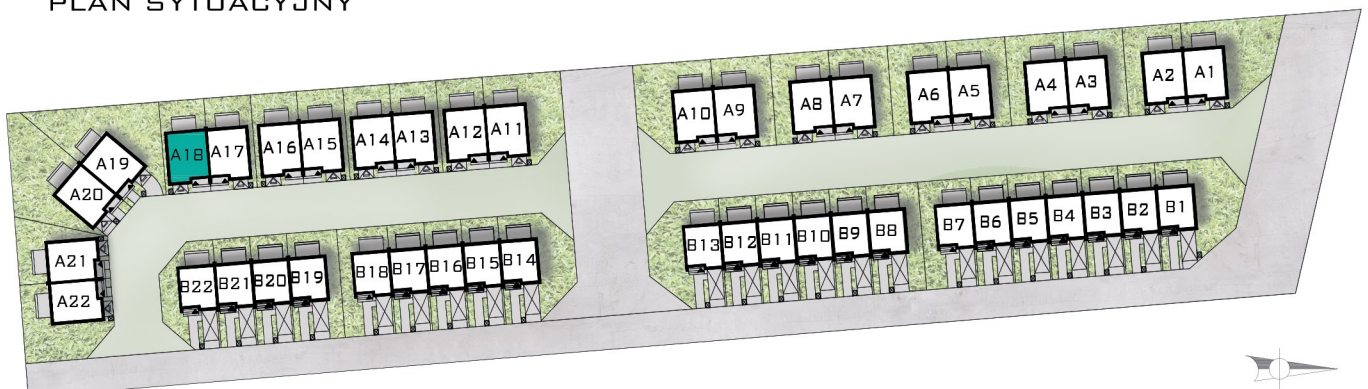 PLAN SYTUACYJNY
A2 A1
A4 A3
A6 A5
A8 A7
A10 A9
A12 A11
A14 A13
A16 A15
A18 A17
A19
A20
A21
A22
B7 B6 B5 B4 B3 B2 B1
B13 B12 B11 B10 B9 B8
B18 B17 B16 B15 B14
B22 B21 B20 B19